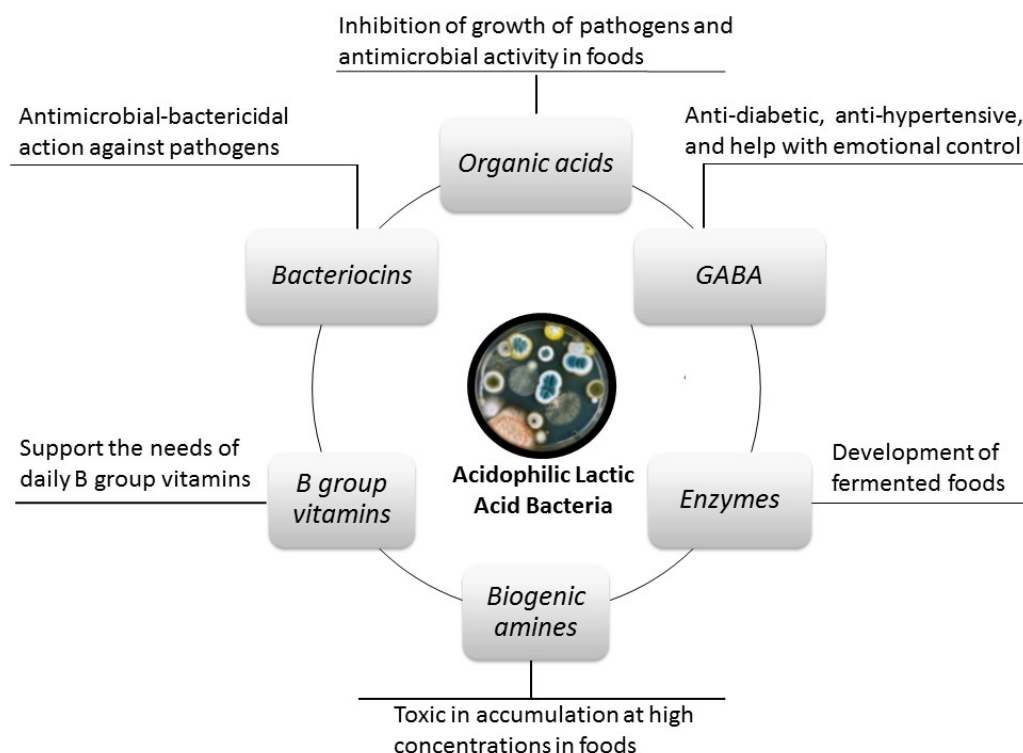 Inhibition of growth of pathogens and
antimicrobial activity in foods
Antimicrobial-bactericidal
action against pathogens
Anti-diabetic, anti-hypertensive,
and help with emotional control
Organic acids
Bacteriocins
GABA
Support the needs of
daily B group vitamins
B group
vitamins
Acidophilic Lactic
Acid Bacteria
Enzymes
Development of
fermented foods
Biogenic
amines
Toxic in accumulation at high
concentrations in foods